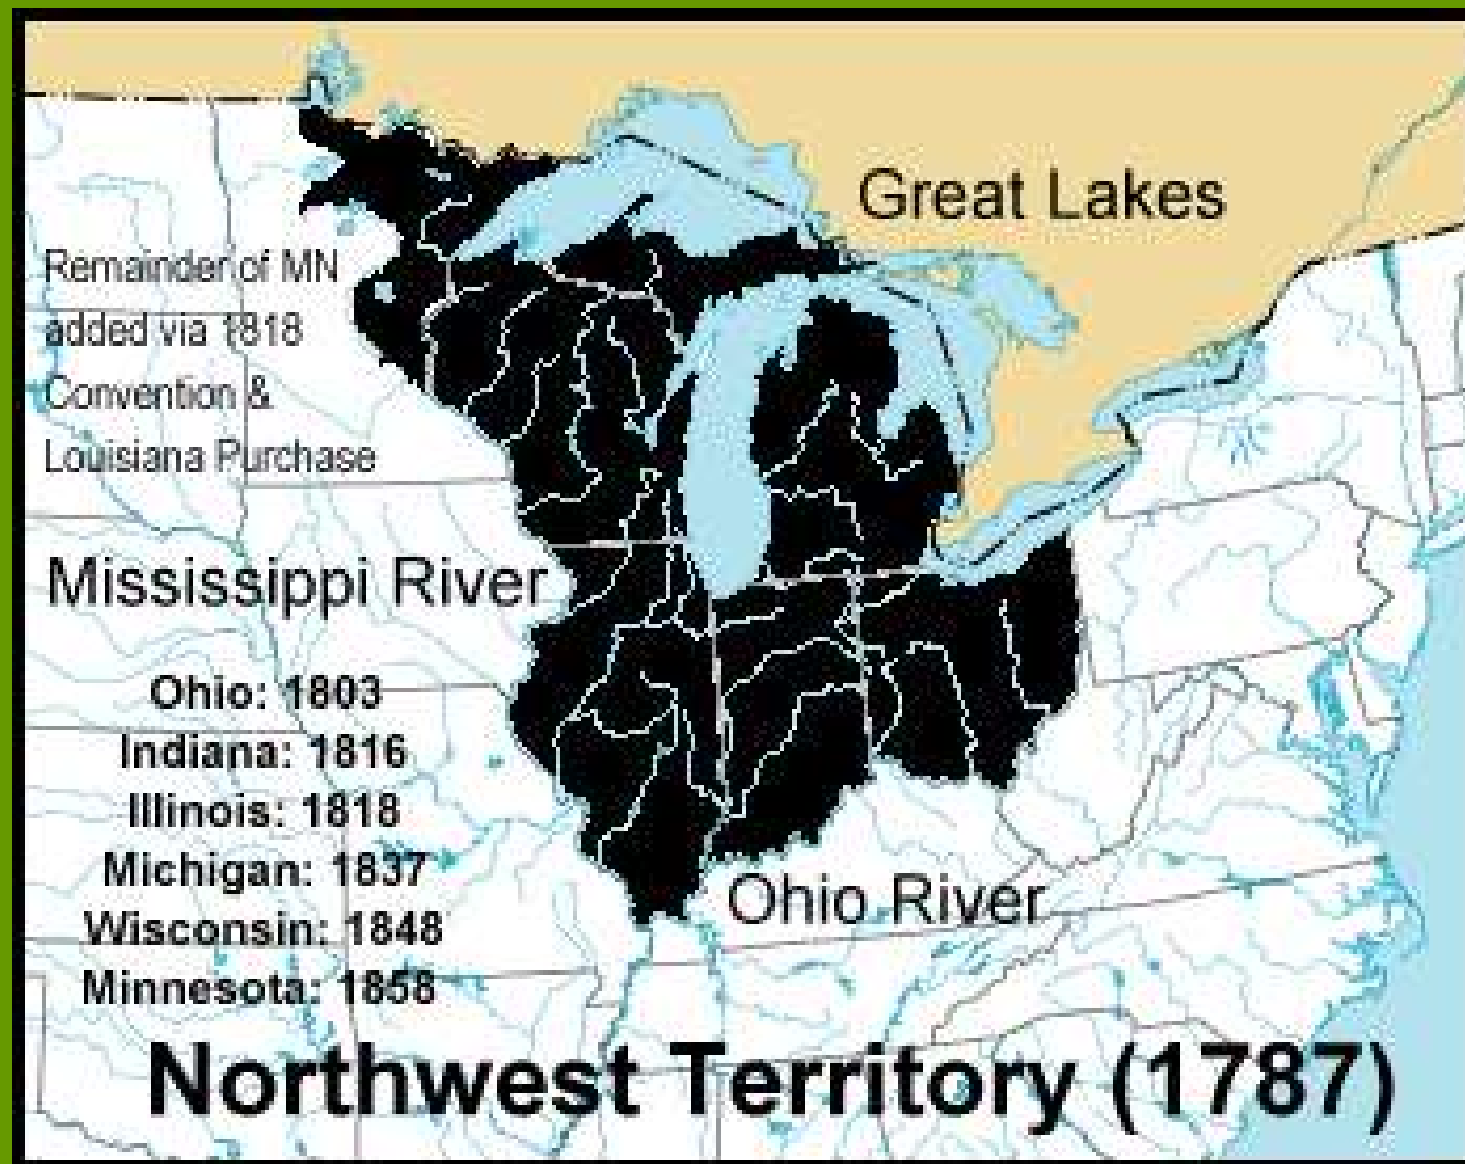 Great Lakes
Remainder of MN
added via 1818
Convention &
Louisiana Purchase
Mississippi River
Ohio: 1803
Indiana: 1816
Illinois: 1818
Michigan: 1837
Wisconsin: 1848
Minnesota: 1858
Ohio River
Northwest Territory (1787)